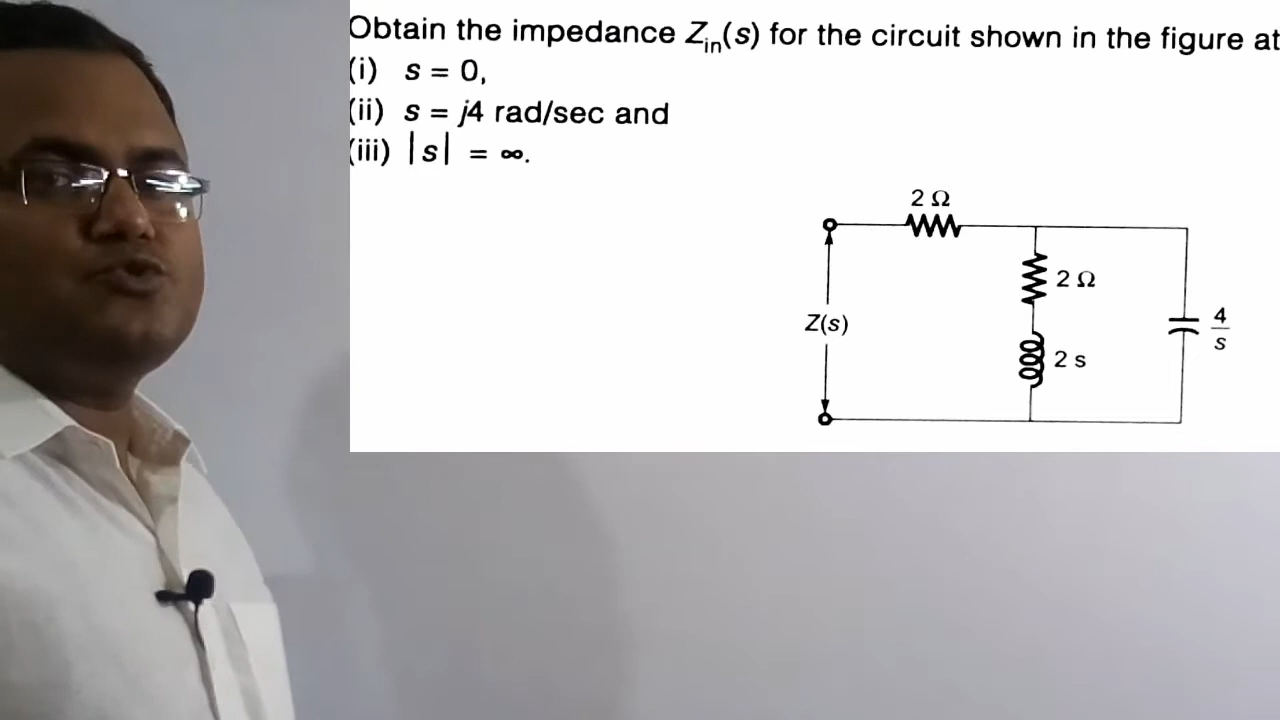 Obtain the impedance Zin(s) for the circuit shown in the figure at
(i) s = 0,
(ii) s = j4 rad/sec and
(iii) |s| = ∞.
2 Ω
2 Ω
Z(s)
4/s
2 s